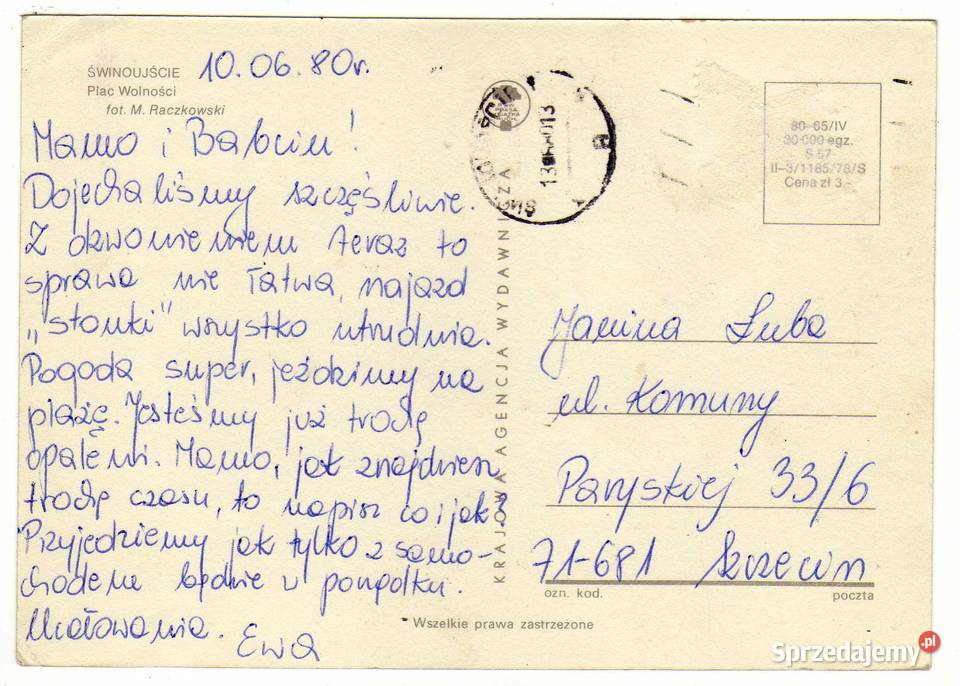 ŚWINOUJŚCIE
Plac Wolności
fot. M. Raczkowski
10.06.80r.
Mamo i Babciu!
Dojechaliśmy szczęśliwie.
Z dzwonieniem teraz to
sprawa nie łatwa, najazd
„stonki" wszystko utrudnia.
Pogoda super, jeździmy na
plażę. Jesteśmy już trochę
opaleni. Mamo, jak znajdziesz
trochę czasu, to napisz co i jak?
Przyjedziemy jak tylko z samo-
chodem będzie w porządku.
Ucałowania.
Ewa
KRAJOWA AGENCJA WYDAWNICZA
80-65/IV
30 000 egz.
S 57
II-3/1185/78/S
Cena zł 3.-
Janina Luba
ul. Komuny
Paryskiej 33/6
71-681 Szczecin
ozn. kod.
poczta
Wszelkie prawa zastrzeżone
Sprzedajemy.pl